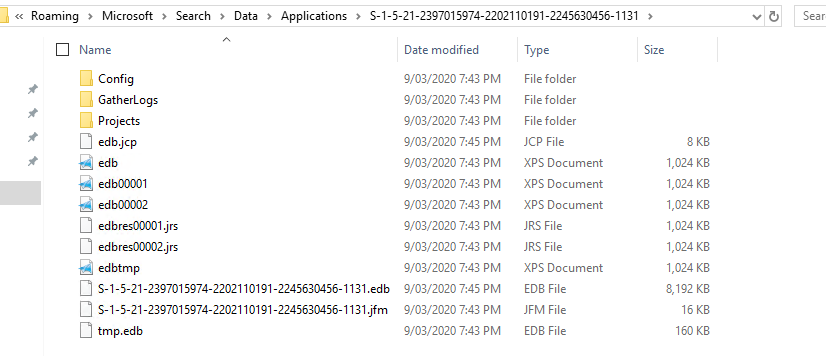 « Roaming > Microsoft > Search > Data > Applications > S-1-5-21-2397015974-2202110191-2245630456-1131 > Sear
Name Date modified Type Size
Config 9/03/2020 7:43 PM File folder
GatherLogs 9/03/2020 7:43 PM File folder
Projects 9/03/2020 7:43 PM File folder
edb.jcp 9/03/2020 7:45 PM JCP File 8 KB
edb 9/03/2020 7:43 PM XPS Document 1,024 KB
edb00001 9/03/2020 7:43 PM XPS Document 1,024 KB
edb00002 9/03/2020 7:43 PM XPS Document 1,024 KB
edbres00001.jrs 9/03/2020 7:43 PM JRS File 1,024 KB
edbres00002.jrs 9/03/2020 7:43 PM JRS File 1,024 KB
edbtmp 9/03/2020 7:43 PM XPS Document 1,024 KB
S-1-5-21-2397015974-2202110191-2245630456-1131.edb 9/03/2020 7:45 PM EDB File 8,192 KB
S-1-5-21-2397015974-2202110191-2245630456-1131.jfm 9/03/2020 7:43 PM JFM File 16 KB
tmp.edb 9/03/2020 7:43 PM EDB File 160 KB